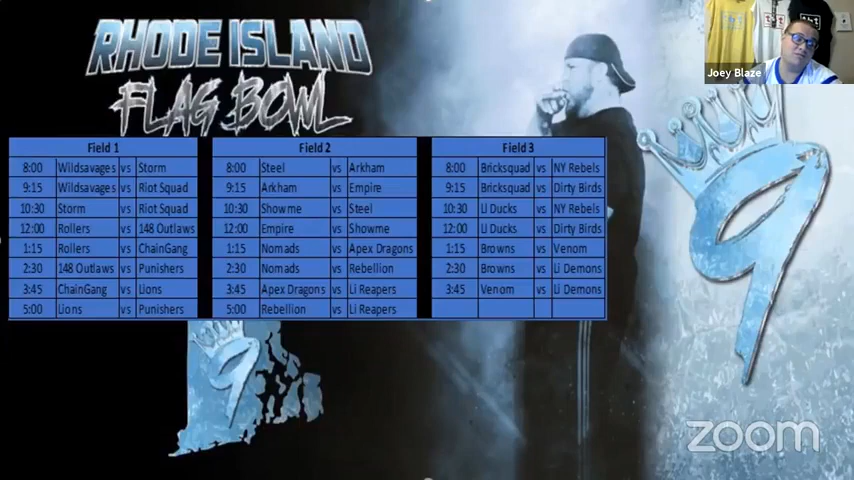 RHODE ISLAND
FLAG BOWL
Joey Blaze
Field 1
8:00 Wildsavages vs Storm
9:15 Wildsavages vs Riot Squad
10:30 Storm vs Riot Squad
12:00 Rollers vs 148 Outlaws
1:15 Rollers vs ChainGang
2:30 148 Outlaws vs Punishers
3:45 ChainGang vs Lions
5:00 Lions vs Punishers
Field 2
8:00 Steel vs Arkham
9:15 Arkham vs Empire
10:30 Showme vs Steel
12:00 Empire vs Showme
1:15 Nomads vs Apex Dragons
2:30 Nomads vs Rebellion
3:45 Apex Dragons vs Li Reapers
5:00 Rebellion vs Li Reapers
Field 3
8:00 Bricksquad vs NY Rebels
9:15 Bricksquad vs Dirty Birds
10:30 LI Ducks vs NY Rebels
12:00 LI Ducks vs Dirty Birds
1:15 Browns vs Venom
2:30 Browns vs Li Demons
3:45 Venom vs Li Demons
9
9
zoom